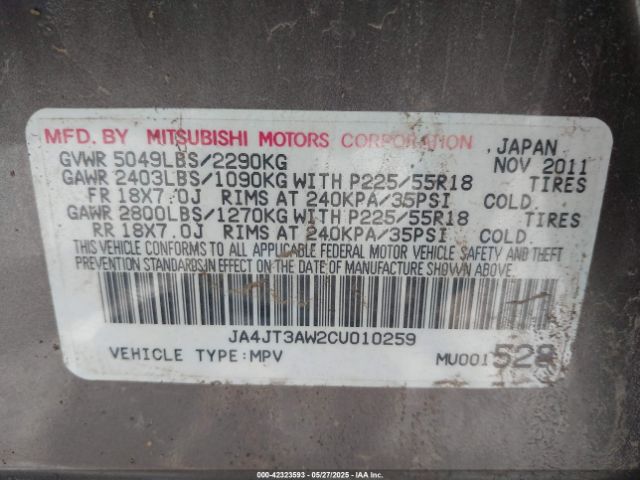 MFD. BY MITSUBISHI MOTORS CORPORATION, JAPAN
GVWR 5049LBS/2290KG NOV 2011
GAWR 2403LBS/1090KG WITH P225/55R18 TIRES
FR 18X7.0J RIMS AT 240KPA/35PSI COLD.
GAWR 2800LBS/1270KG WITH P225/55R18 TIRES
RR 18X7.0J RIMS AT 240KPA/35PSI COLD.
THIS VEHICLE CONFORMS TO ALL APPLICABLE FEDERAL MOTOR VEHICLE SAFETY AND THEFT
PREVENTION STANDARDS IN EFFECT ON THE DATE OF MANUFACTURE SHOWN ABOVE.
JA4JT3AW2CU010259
VEHICLE TYPE:MPV MU001528
000-42323593 - 05/27/2025 - IAAI, Inc.